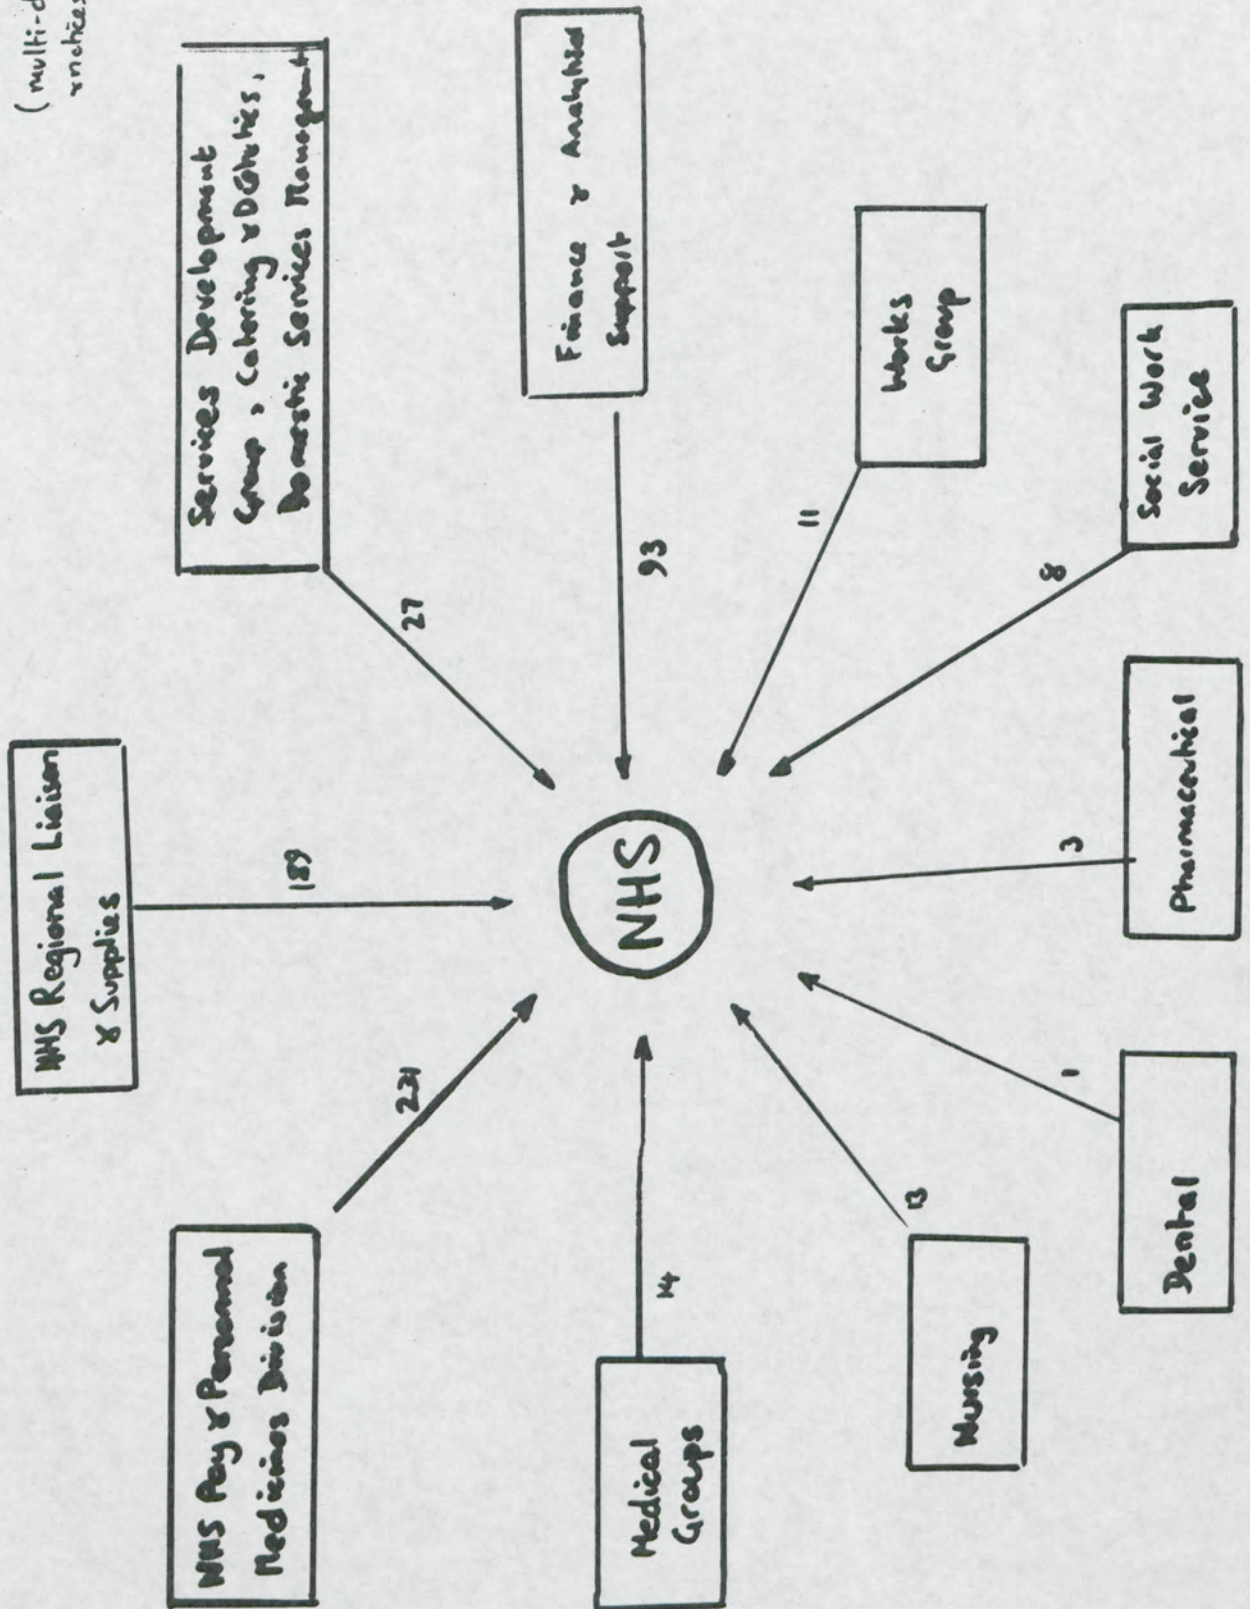 (multi-d
NHS Regional Liaison
& Supplies
189
NHS Pay & Personnel
Medicines Division
231
Services Development
Group, Catering & Dietetics,
Domestic Services Management
27
Medical
Groups
14
NHS
Finance & Analytical
Support
93
Nursing
13
Works
Group
11
Dental
1
Pharmaceutical
3
Social Work
Service
8